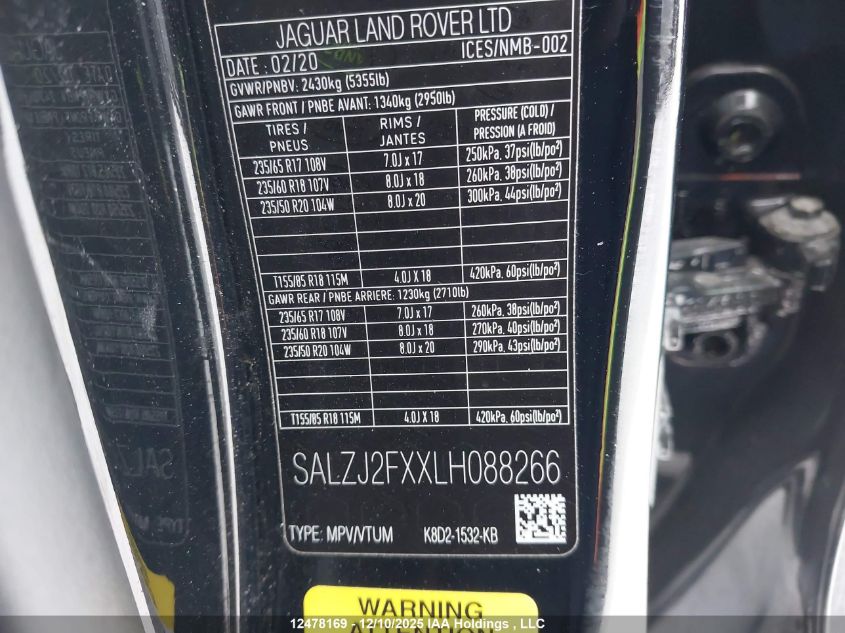 JAGUAR LAND ROVER LTD
DATE : 02/20 ICES/NMB-002
GVWR/PNBV: 2430kg (5355lb)
GAWR FRONT / PNBE AVANT: 1340kg (2950lb)
TIRES / PNEUS RIMS / JANTES PRESSURE (COLD) / PRESSION (A FROID)
235/65 R17 108V 7.0J x 17 250kPa, 37psi(lb/po²)
235/60 R18 107V 8.0J x 18 260kPa, 38psi(lb/po²)
235/50 R20 104W 8.0J x 20 300kPa, 44psi(lb/po²)
T155/85 R18 115M 4.0J X 18 420kPa, 60psi(lb/po²)
GAWR REAR / PNBE ARRIERE: 1230kg (2710lb)
235/65 R17 108V 7.0J x 17 260kPa, 38psi(lb/po²)
235/60 R18 107V 8.0J x 18 270kPa, 40psi(lb/po²)
235/50 R20 104W 8.0J x 20 290kPa, 43psi(lb/po²)
T155/85 R18 115M 4.0J X 18 420kPa, 60psi(lb/po²)
SALZJ2FXXLH088266
TYPE: MPV/VTUM K8D2-1532-KB
WARNING
ATTENTION
12478169 - 12/10/2025 IAA Holdings , LLC